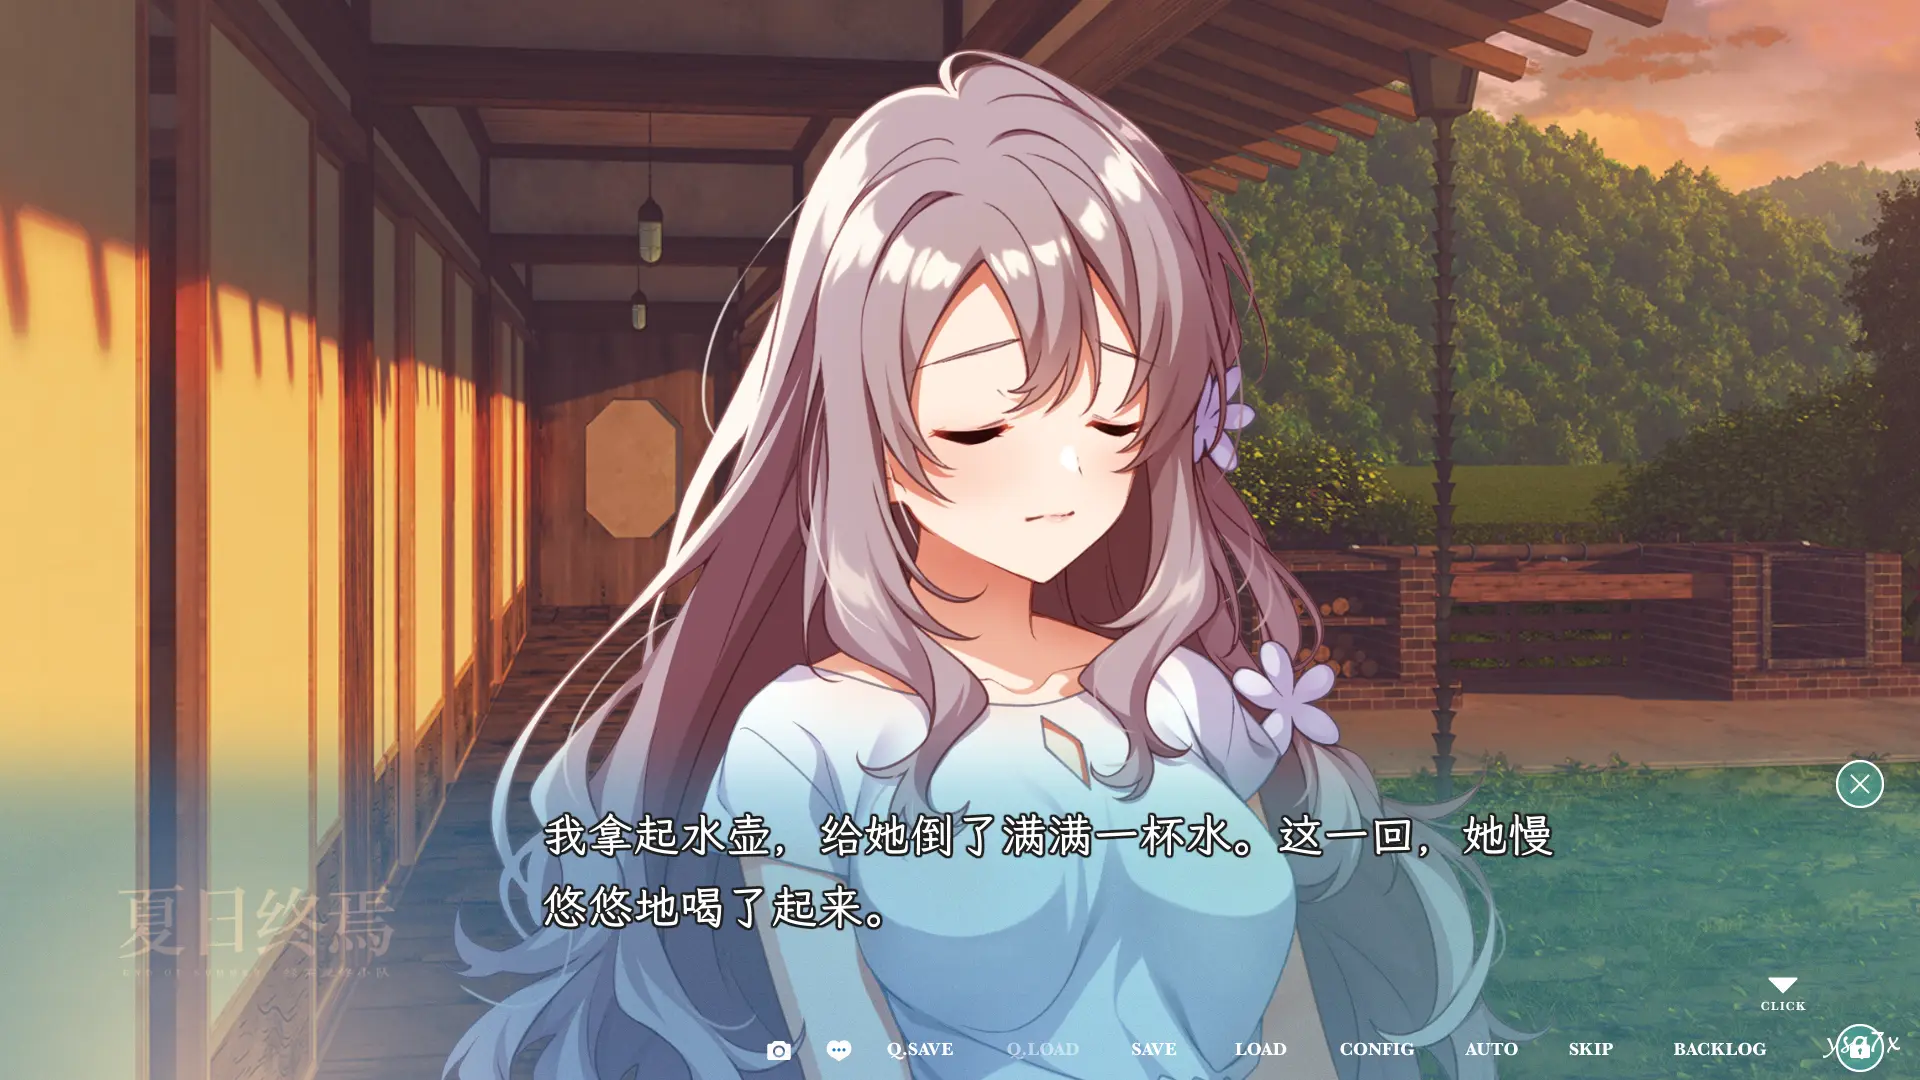 我拿起水壶，给她倒了满满一杯水。这一回，她慢
悠悠地喝了起来。
夏日终焉
CLICK
Q.SAVE
Q.LOAD
SAVE
LOAD
CONFIG
AUTO
SKIP
BACKLOG